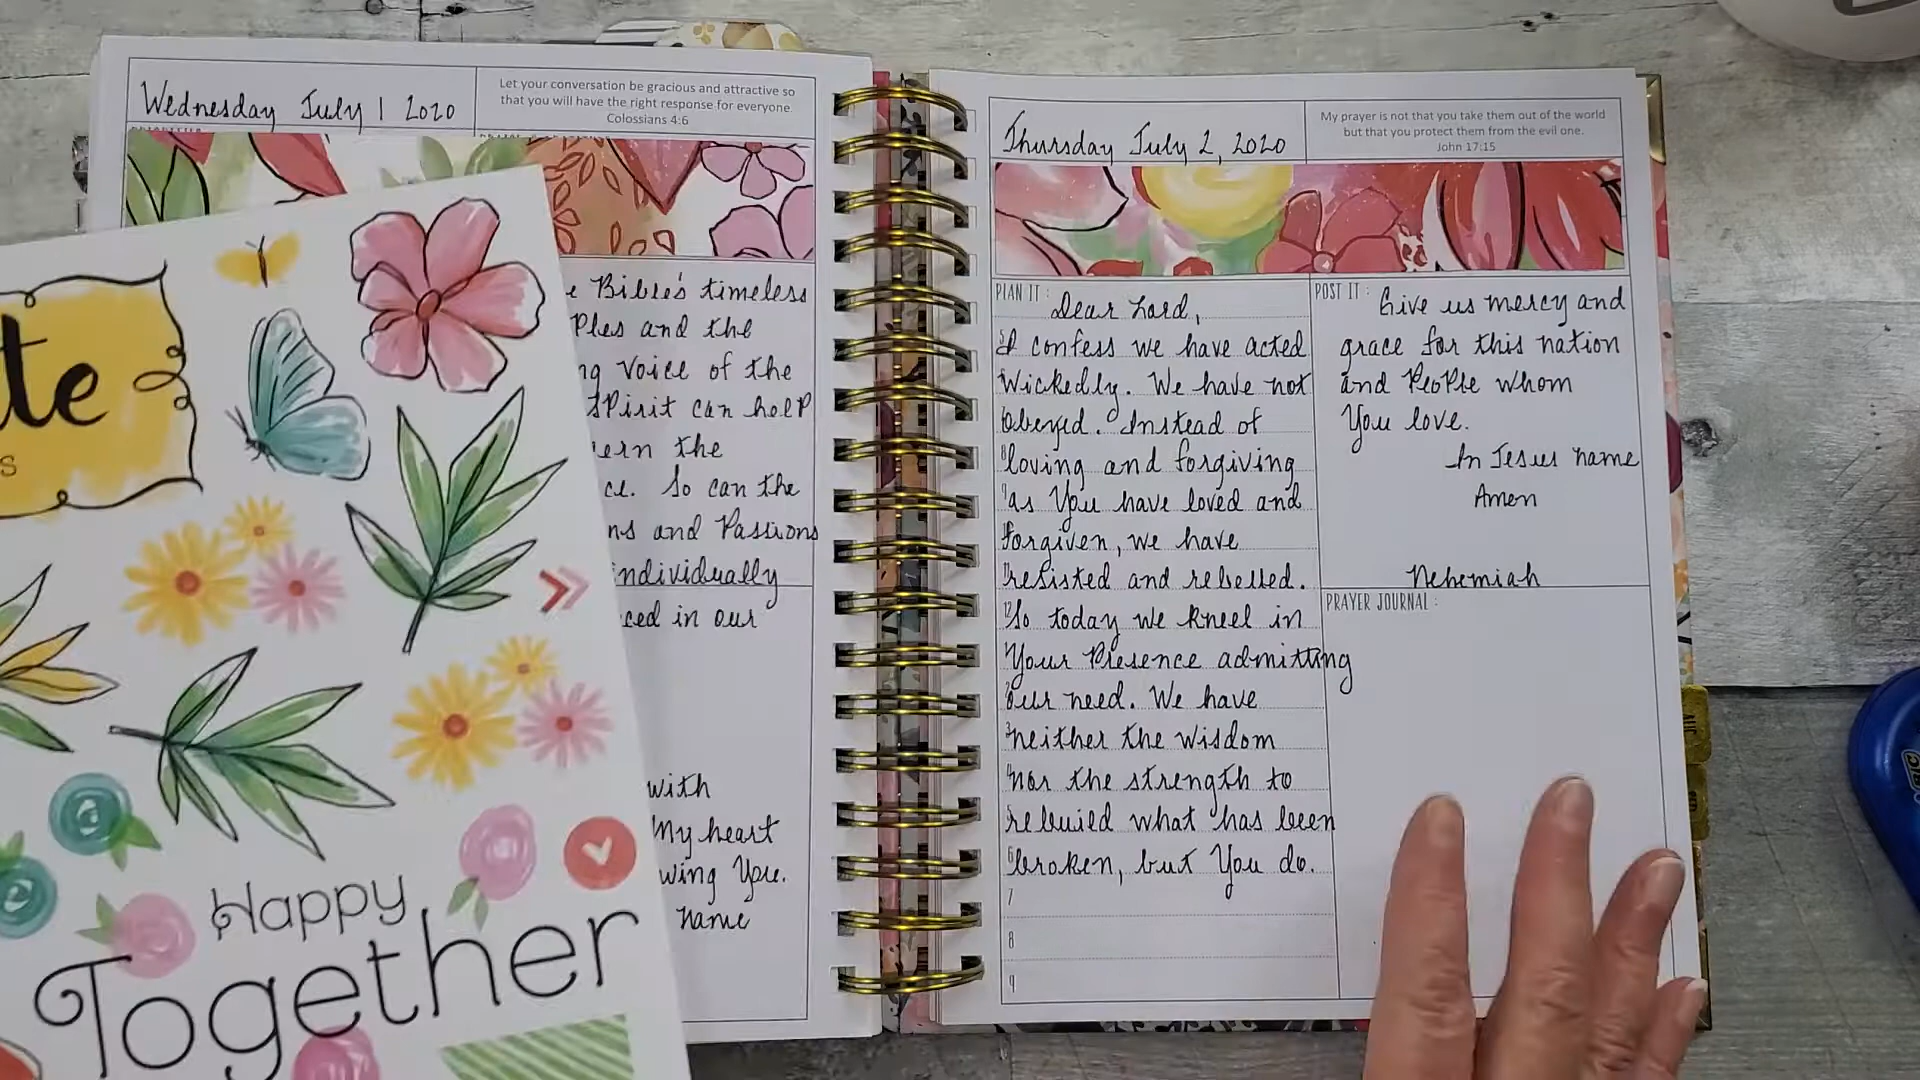 Wednesday July 1 2020
Let your conversation be gracious and attractive so
that you will have the right response for everyone.
Colossians 4:6
Bible's timeless
and the
voice of the
Spirit can help
the
So can the
and Passions
individually
in our
with
My heart
You.
name
Happy
Together
Thursday July 2, 2020
My prayer is not that you take them out of the world
but that you protect them from the evil one.
John 17:15
PLAN IT :
Dear Lord,
I confess we have acted
Wickedly. We have not
obeyed. Instead of
loving and forgiving
as You have loved and
forgiven, we have
resisted and rebelled.
So today we kneel in
Your Presence admitting
our need. We have
neither the wisdom
nor the strength to
rebuild what has been
broken, but You do.
7
8
9
POST IT :
Give us mercy and
grace for this nation
and People whom
You love.
In Jesus name
Amen
Nehemiah
PRAYER JOURNAL :